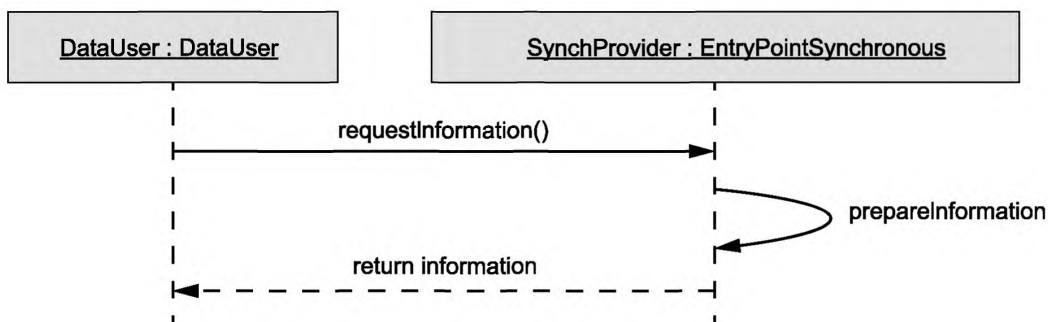 DataUser : DataUser
SynchProvider : EntryPointSynchronous
requestInformation()
prepareInformation
return information